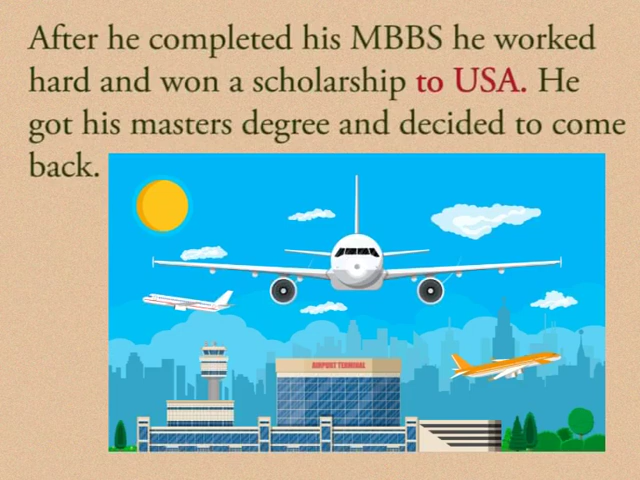 After he completed his MBBS he worked
hard and won a scholarship to USA. He
got his masters degree and decided to come
back.
AIRPORT TERMINAL